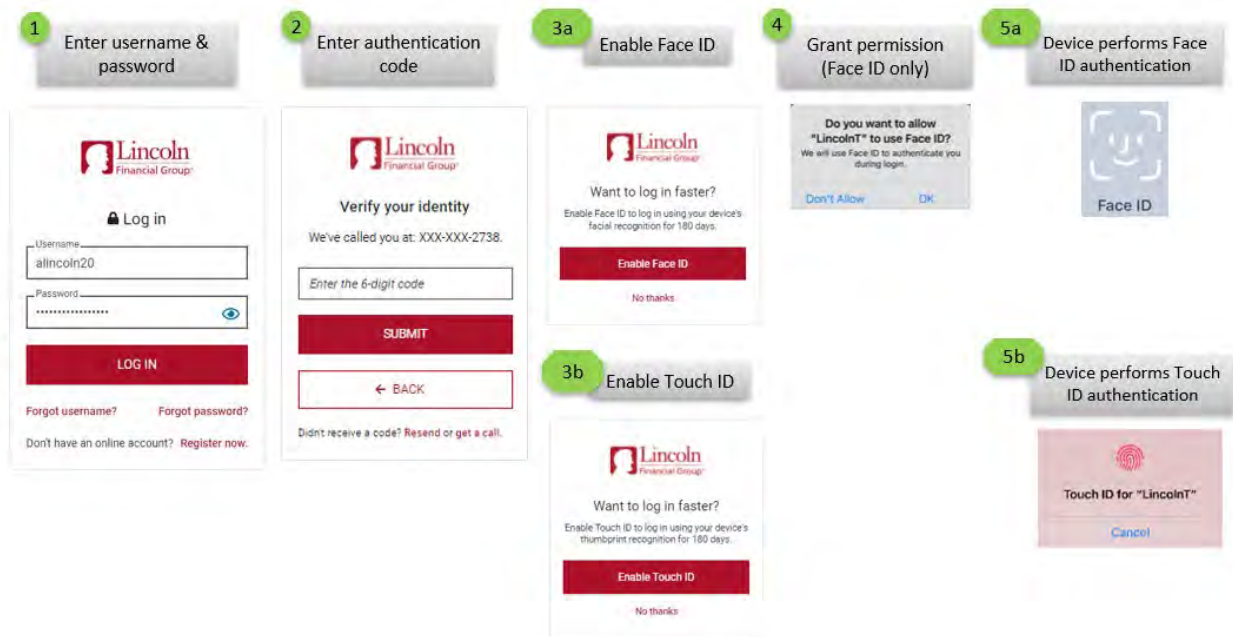 1
Enter username &
password
Lincoln
Financial Group®
Log in
Username
alincoln20
Password
••••••••••••••••••
LOG IN
Forgot username? Forgot password?
Don't have an online account? Register now.
2
Enter authentication
code
Lincoln
Financial Group®
Verify your identity
We've called you at: XXX-XXX-2738.
Enter the 6-digit code
SUBMIT
← BACK
Didn't receive a code? Resend or get a call.
3a
Enable Face ID
Lincoln
Financial Group®
Want to log in faster?
Enable Face ID to log in using your device's
facial recognition for 180 days.
Enable Face ID
No thanks
3b
Enable Touch ID
Lincoln
Financial Group®
Want to log in faster?
Enable Touch ID to log in using your device's
thumbprint recognition for 180 days.
Enable Touch ID
No thanks
4
Grant permission
(Face ID only)
Do you want to allow
"LincolnT" to use Face ID?
We will use Face ID to authenticate you
during login.
Don't Allow OK
5a
Device performs Face
ID authentication
Face ID
5b
Device performs Touch
ID authentication
Touch ID for "LincolnT"
Cancel